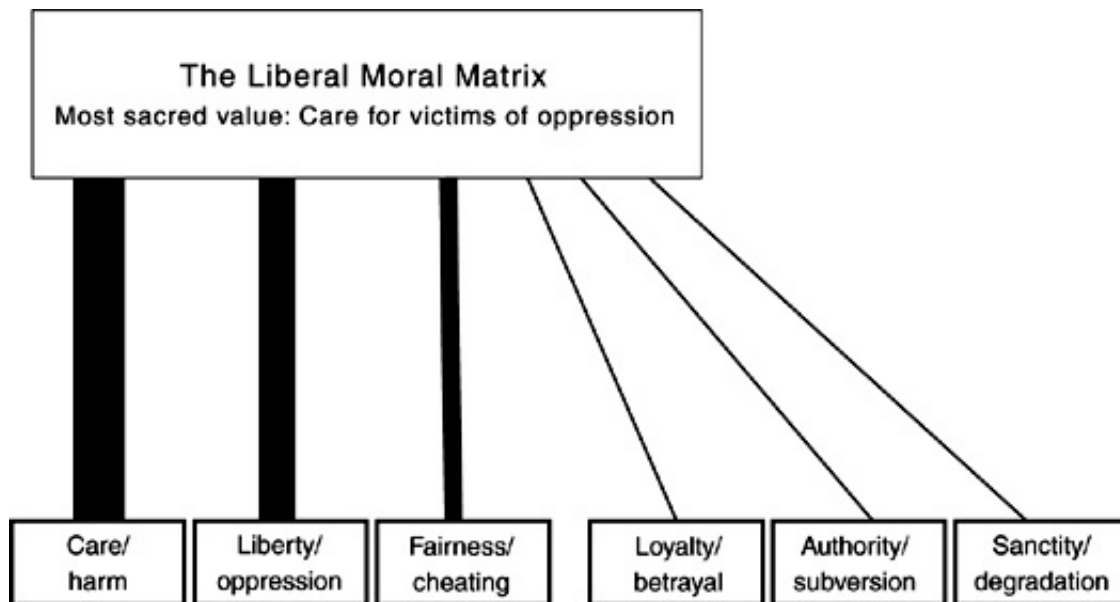 The Liberal Moral Matrix
Most sacred value: Care for victims of oppression
Care/
harm
Liberty/
oppression
Fairness/
cheating
Loyalty/
betrayal
Authority/
subversion
Sanctity/
degradation